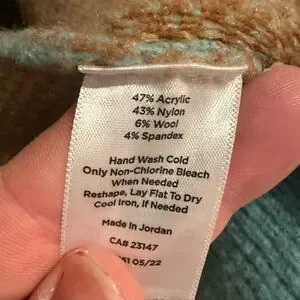 47% Acrylic
43% Nylon
6% Wool
4% Spandex
Hand Wash Cold
Only Non-Chlorine Bleach
When Needed
Reshape, Lay Flat To Dry
Cool Iron, If Needed
Made in Jordan
CA# 23147
05/22